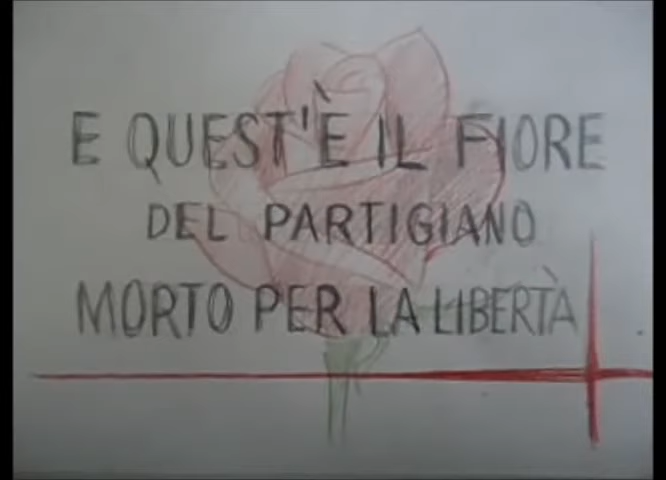 E QUEST'È IL FIORE
DEL PARTIGIANO
MORTO PER LA LIBERTÀ